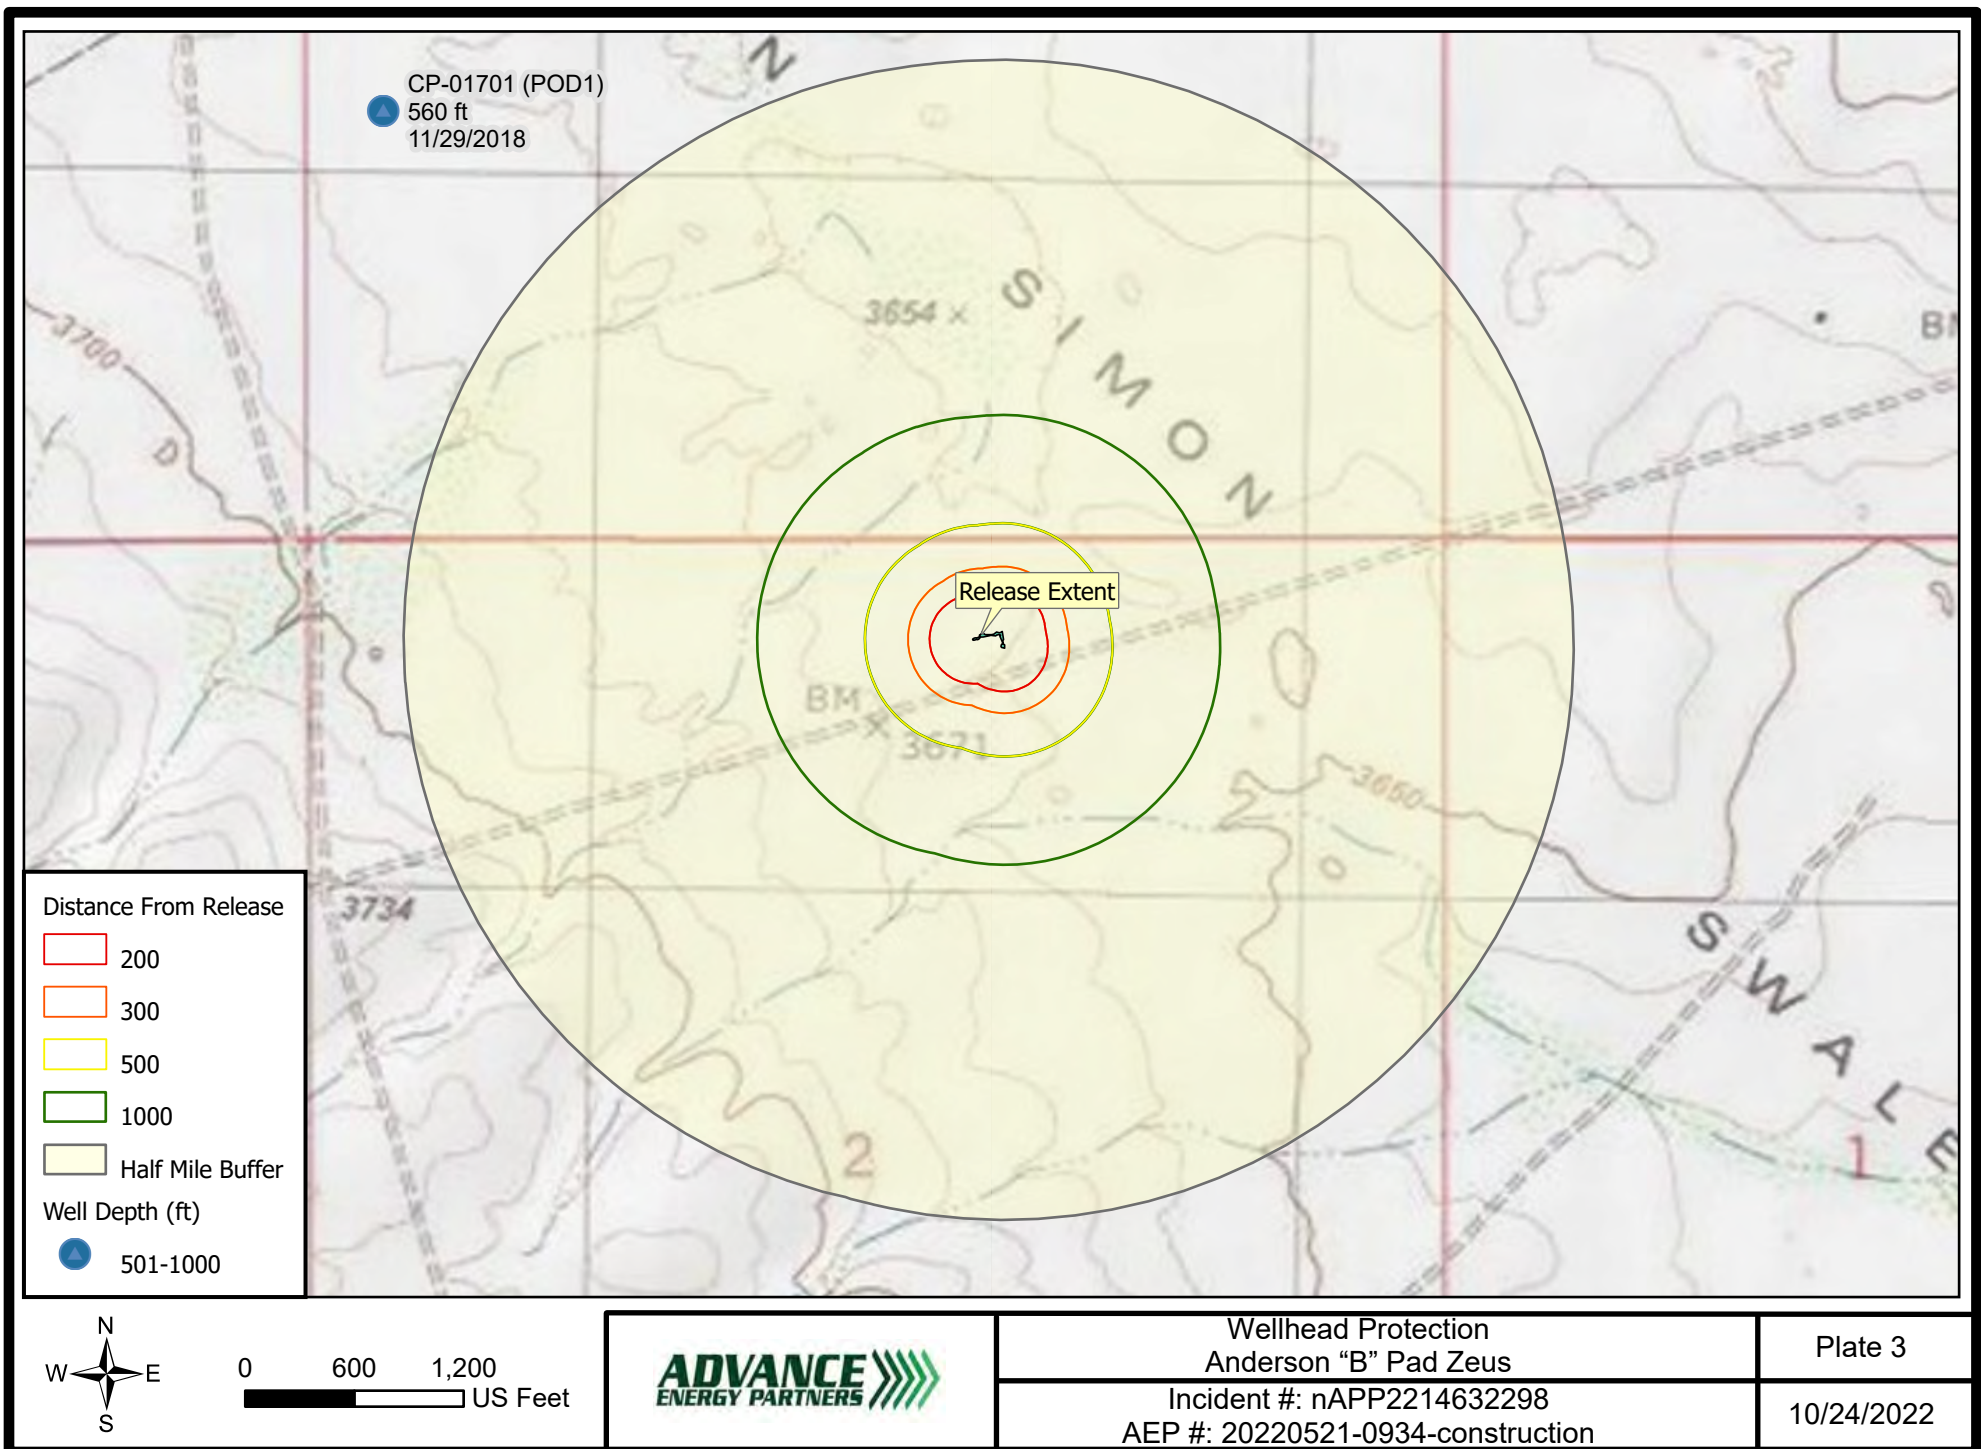 N
CP-01701 (POD1)
560 ft
11/29/2018
3654
SIMON
3700
D
Release Extent
BM
3671
3650
3734
SWALE
2
1
Distance From Release
200
300
500
1000
Half Mile Buffer
Well Depth (ft)
501-1000
N
W E
S
0 600 1,200
US Feet
ADVANCE
ENERGY PARTNERS
Wellhead Protection
Anderson “B” Pad Zeus
Incident #: nAPP2214632298
AEP #: 20220521-0934-construction
Plate 3
10/24/2022